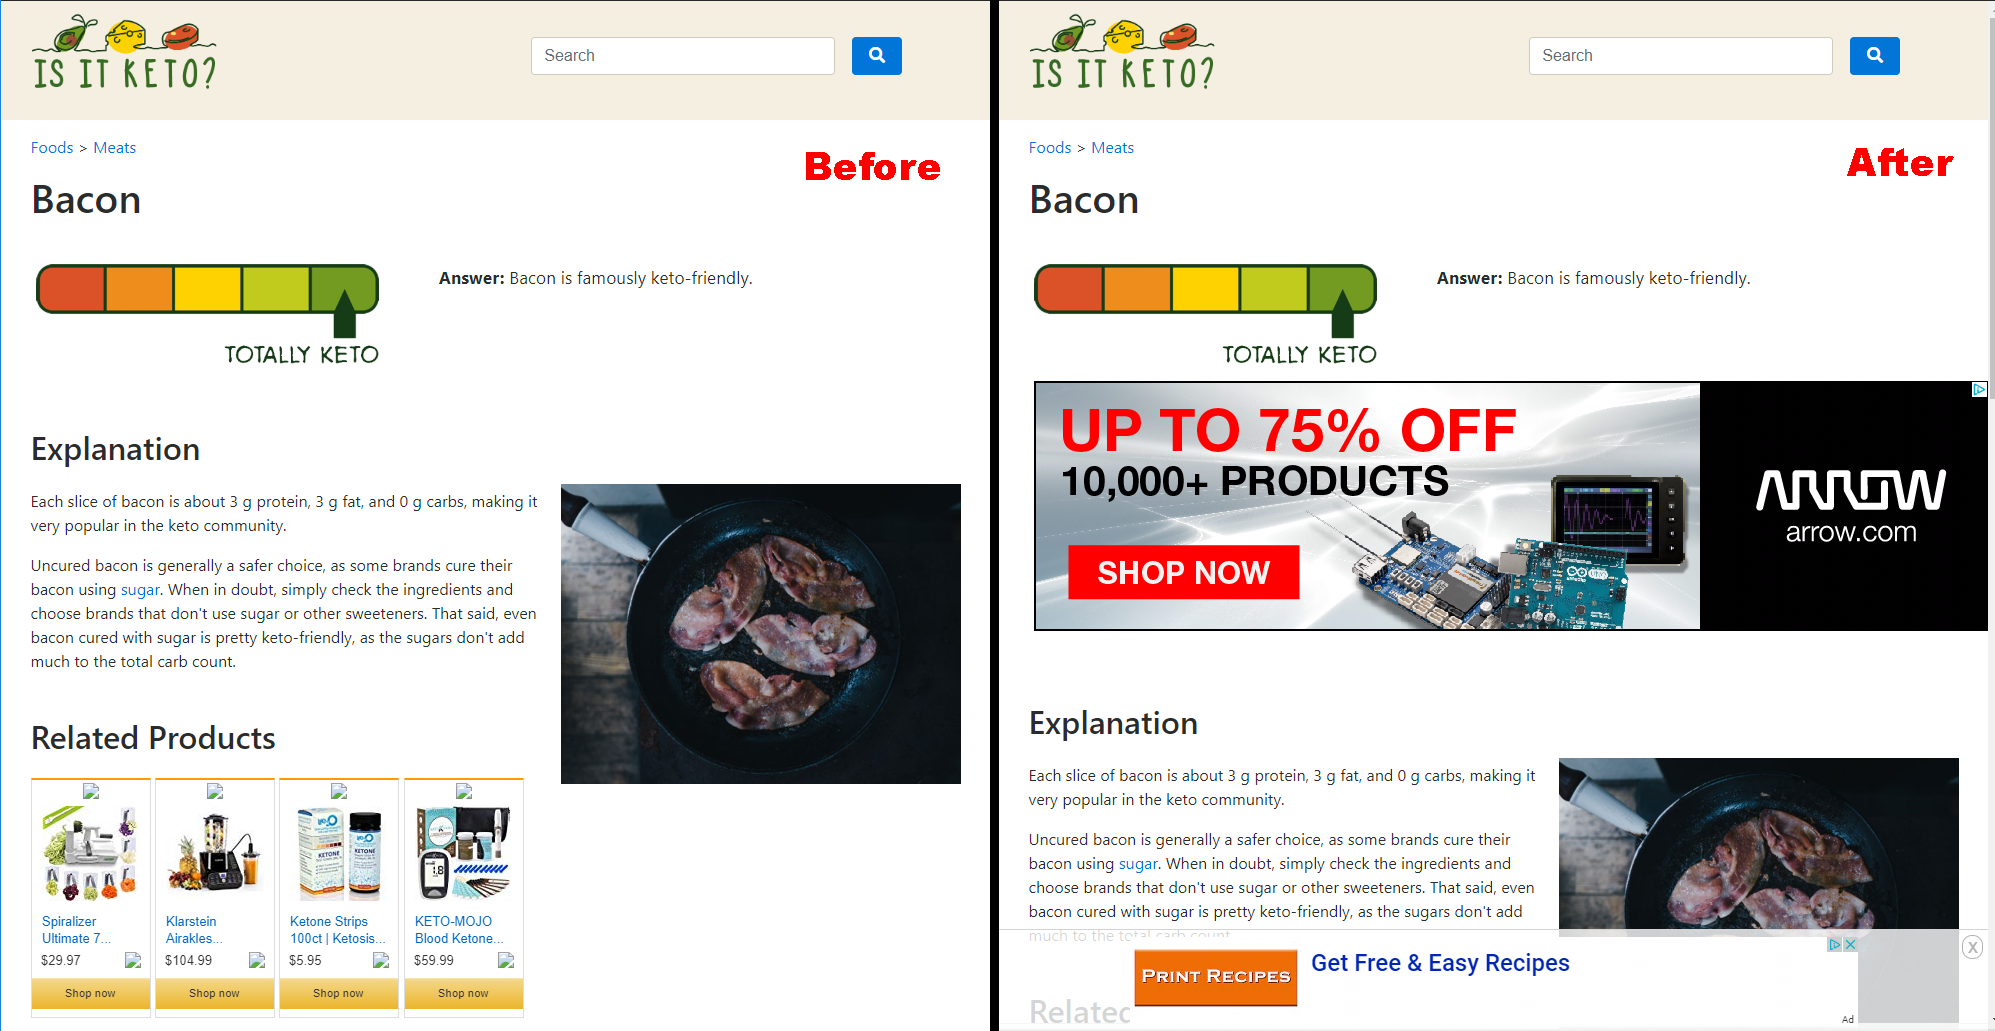 IS IT KETO?
Search
Foods > Meats
Before
Bacon
Answer: Bacon is famously keto-friendly.
TOTALLY KETO
Explanation
Each slice of bacon is about 3 g protein, 3 g fat, and 0 g carbs, making it
very popular in the keto community.
Uncured bacon is generally a safer choice, as some brands cure their
bacon using sugar. When in doubt, simply check the ingredients and
choose brands that don't use sugar or other sweeteners. That said, even
bacon cured with sugar is pretty keto-friendly, as the sugars don't add
much to the total carb count.
Related Products
KETONE
1.8
Spiralizer
Ultimate 7...
$29.97
Shop now
Klarstein
Airakles...
$104.99
Shop now
Ketone Strips
100ct | Ketosis...
$5.95
Shop now
KETO-MOJO
Blood Ketone...
$59.99
Shop now
IS IT KETO?
Search
Foods > Meats
After
Bacon
Answer: Bacon is famously keto-friendly.
TOTALLY KETO
UP TO 75% OFF
10,000+ PRODUCTS
SHOP NOW
ARROW
arrow.com
Explanation
Each slice of bacon is about 3 g protein, 3 g fat, and 0 g carbs, making it
very popular in the keto community.
Uncured bacon is generally a safer choice, as some brands cure their
bacon using sugar. When in doubt, simply check the ingredients and
choose brands that don't use sugar or other sweeteners. That said, even
bacon cured with sugar is pretty keto-friendly, as the sugars don't add
much to the total carb count.
X
PRINT RECIPES
Get Free & Easy Recipes
Relatec
Ad